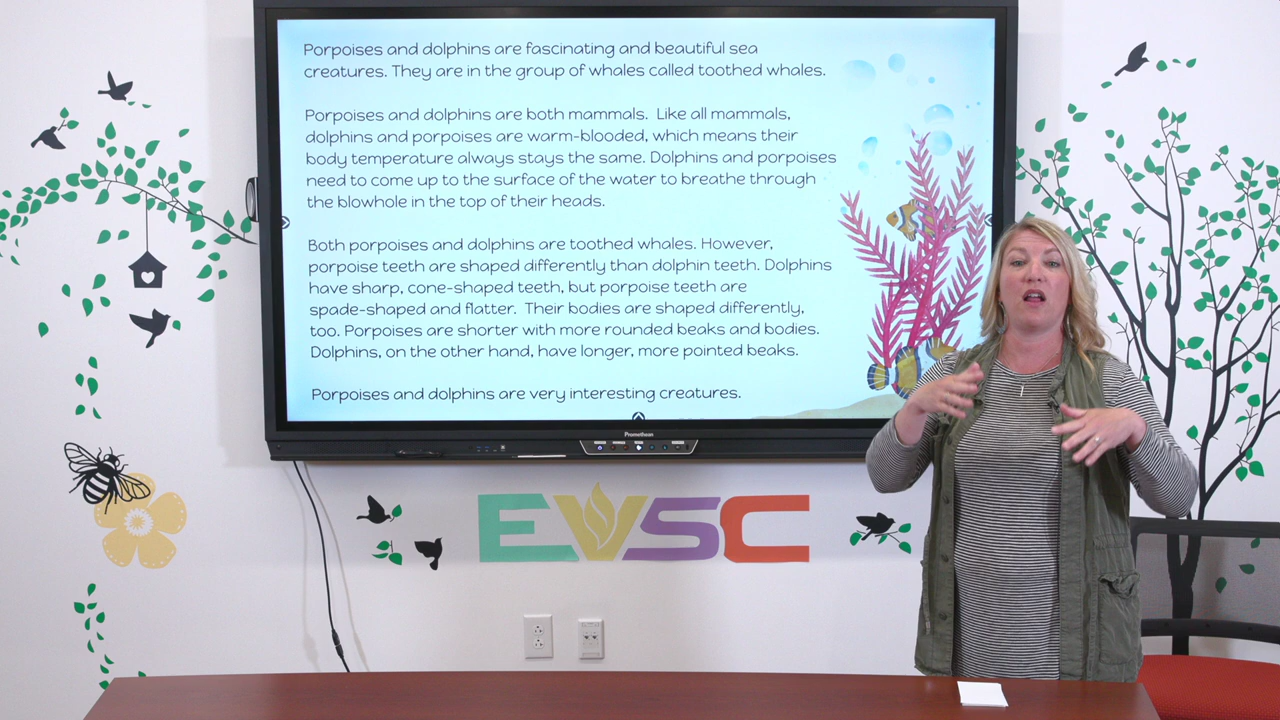 Porpoises and dolphins are fascinating and beautiful sea
creatures. They are in the group of whales called toothed whales.
Porpoises and dolphins are both mammals. Like all mammals,
dolphins and porpoises are warm-blooded, which means their
body temperature always stays the same. Dolphins and porpoises
need to come up to the surface of the water to breathe through
the blowhole in the top of their heads.
Both porpoises and dolphins are toothed whales. However,
porpoise teeth are shaped differently than dolphin teeth. Dolphins
have sharp, cone-shaped teeth, but porpoise teeth are
spade-shaped and flatter. Their bodies are shaped differently,
too. Porpoises are shorter with more rounded beaks and bodies.
Dolphins, on the other hand, have longer, more pointed beaks.
Porpoises and dolphins are very interesting creatures.
Promethean
EVSC